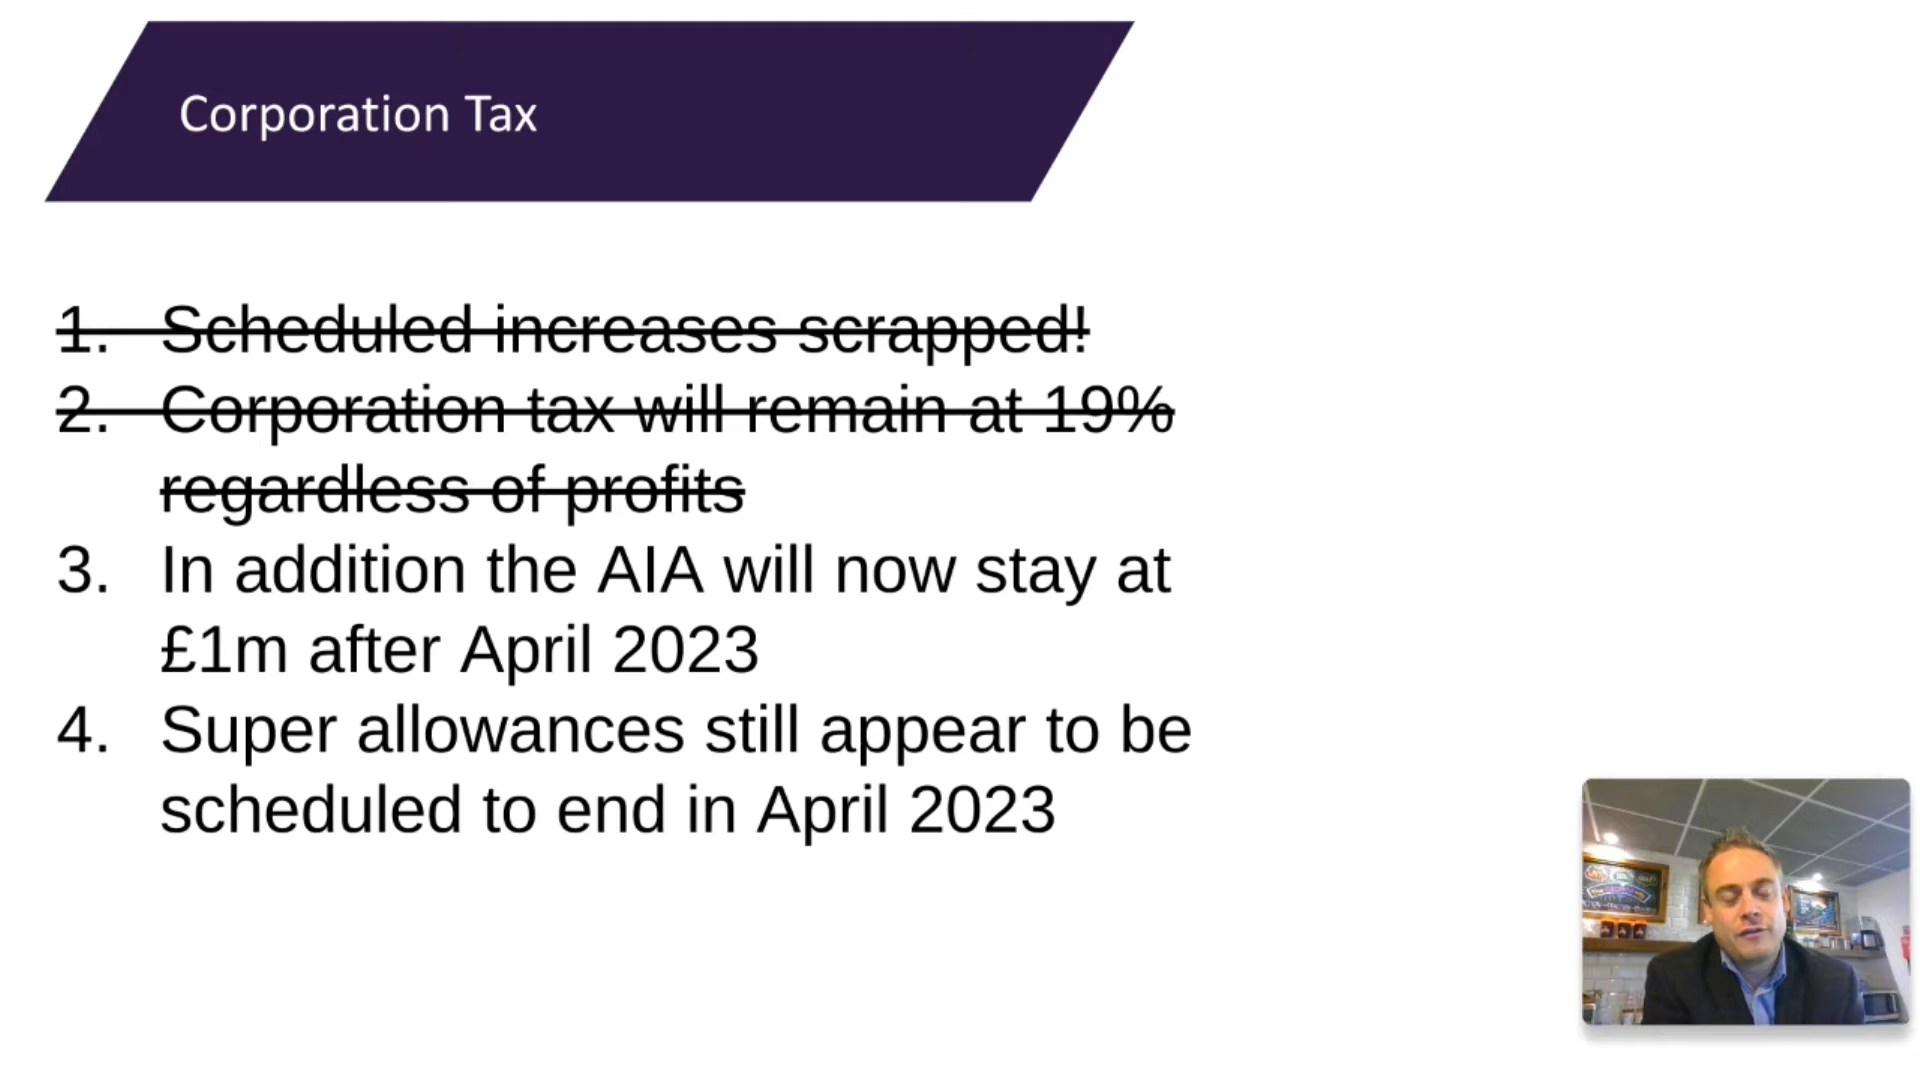 Corporation Tax
1. Scheduled increases scrapped!
2. Corporation tax will remain at 19%
regardless of profits
3. In addition the AIA will now stay at
£1m after April 2023
4. Super allowances still appear to be
scheduled to end in April 2023